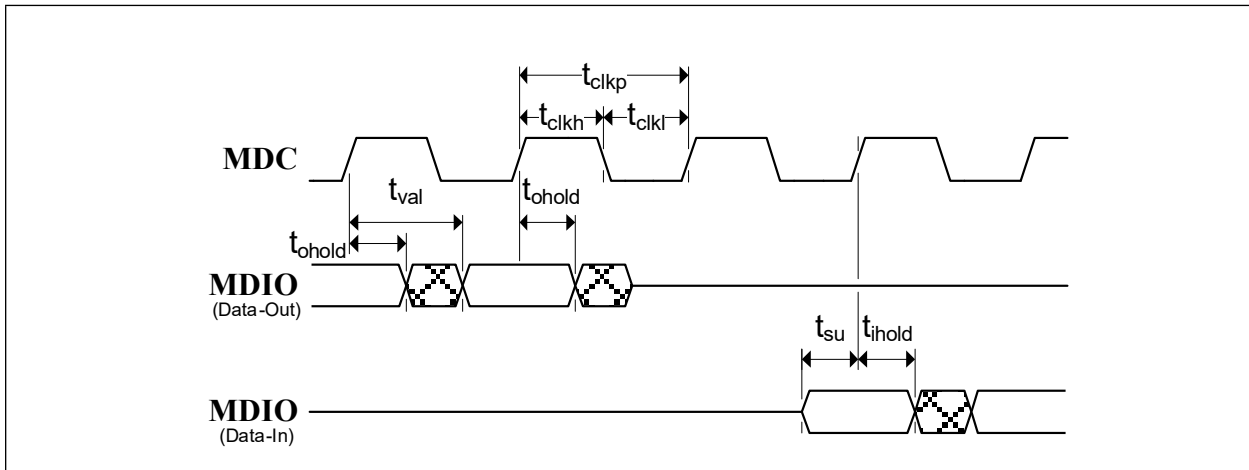 tclkp
tclkh tclkl
MDC
tval tohold
tohold
MDIO
(Data-Out)
tsu tihold
MDIO
(Data-In)